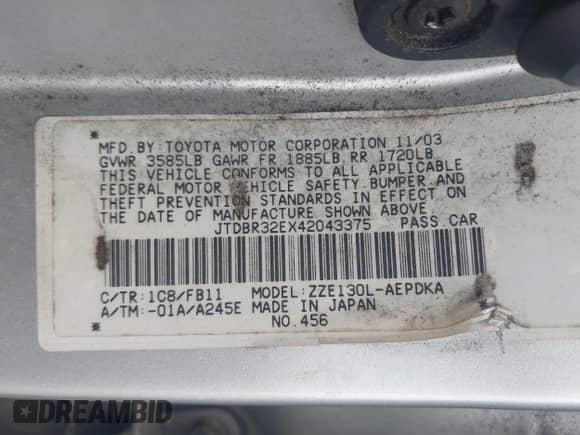 MFD.BY:TOYOTA MOTOR CORPORATION 11/03
GVWR 3585LB GAWR FR 1885LB RR 1720LB
THIS VEHICLE CONFORMS TO ALL APPLICABLE
FEDERAL MOTOR VEHICLE SAFETY,BUMPER,AND
THEFT PREVENTION STANDARDS IN EFFECT ON
THE DATE OF MANUFACTURE SHOWN ABOVE.
JTDBR32EX42043375 PASS.CAR
C/TR:1C8/FB11 MODEL:ZZE130L-AEPDKA
A/TM:-01A/A245E MADE IN JAPAN
NO.456
DREAMBID